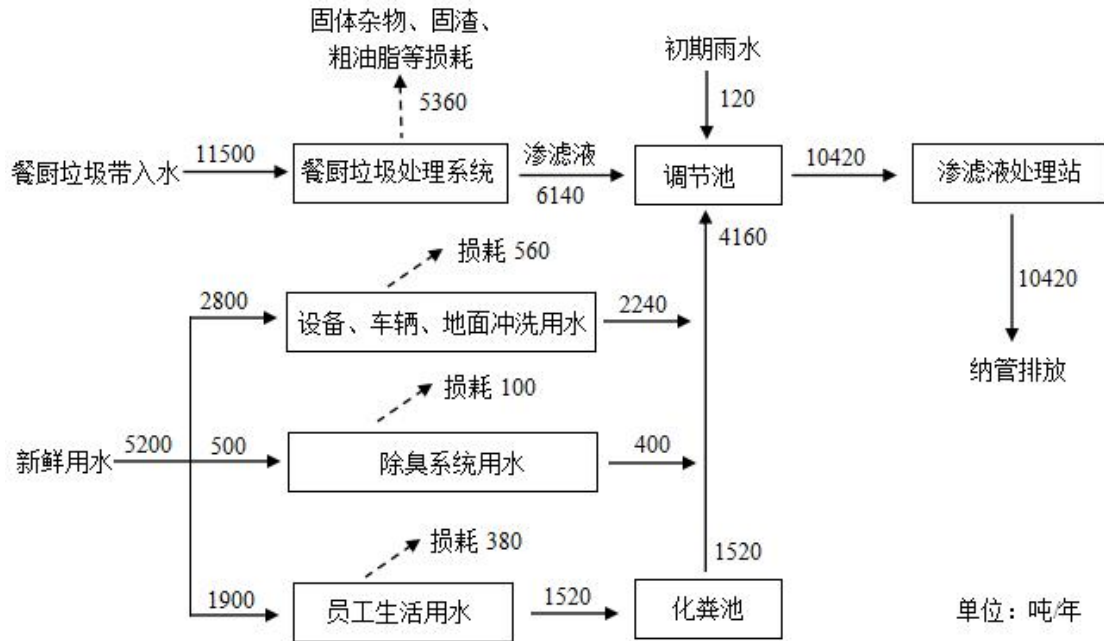 固体杂物、固渣、
粗油脂等损耗
初期雨水
5360
120
餐厨垃圾带入水
11500
餐厨垃圾处理系统
渗滤液
6140
调节池
10420
渗滤液处理站
4160
10420
纳管排放
损耗 560
2800
设备、车辆、地面冲洗用水
2240
损耗 100
新鲜用水
5200
500
除臭系统用水
400
损耗 380
1520
1900
员工生活用水
1520
化粪池
单位：吨/年